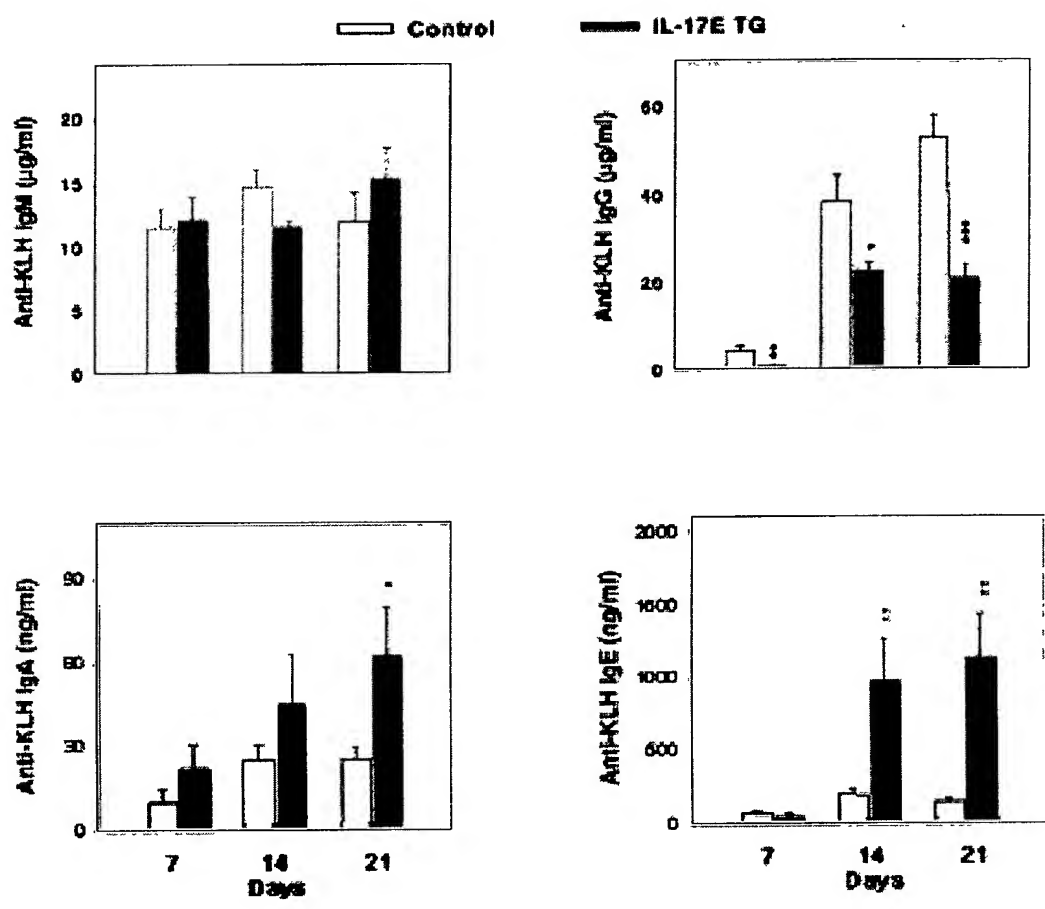 Control IL-17E TG
Anti-KLH IgM (µg/ml)
20
15
10
5
0
Anti-KLH IgG (µg/ml)
60
40
20
0
*
***
Anti-KLH IgA (ng/ml)
90
60
30
0
*
7 14 21
Days
Anti-KLH IgE (ng/ml)
2000
1500
1000
500
0
**
**
7 14 21
Days